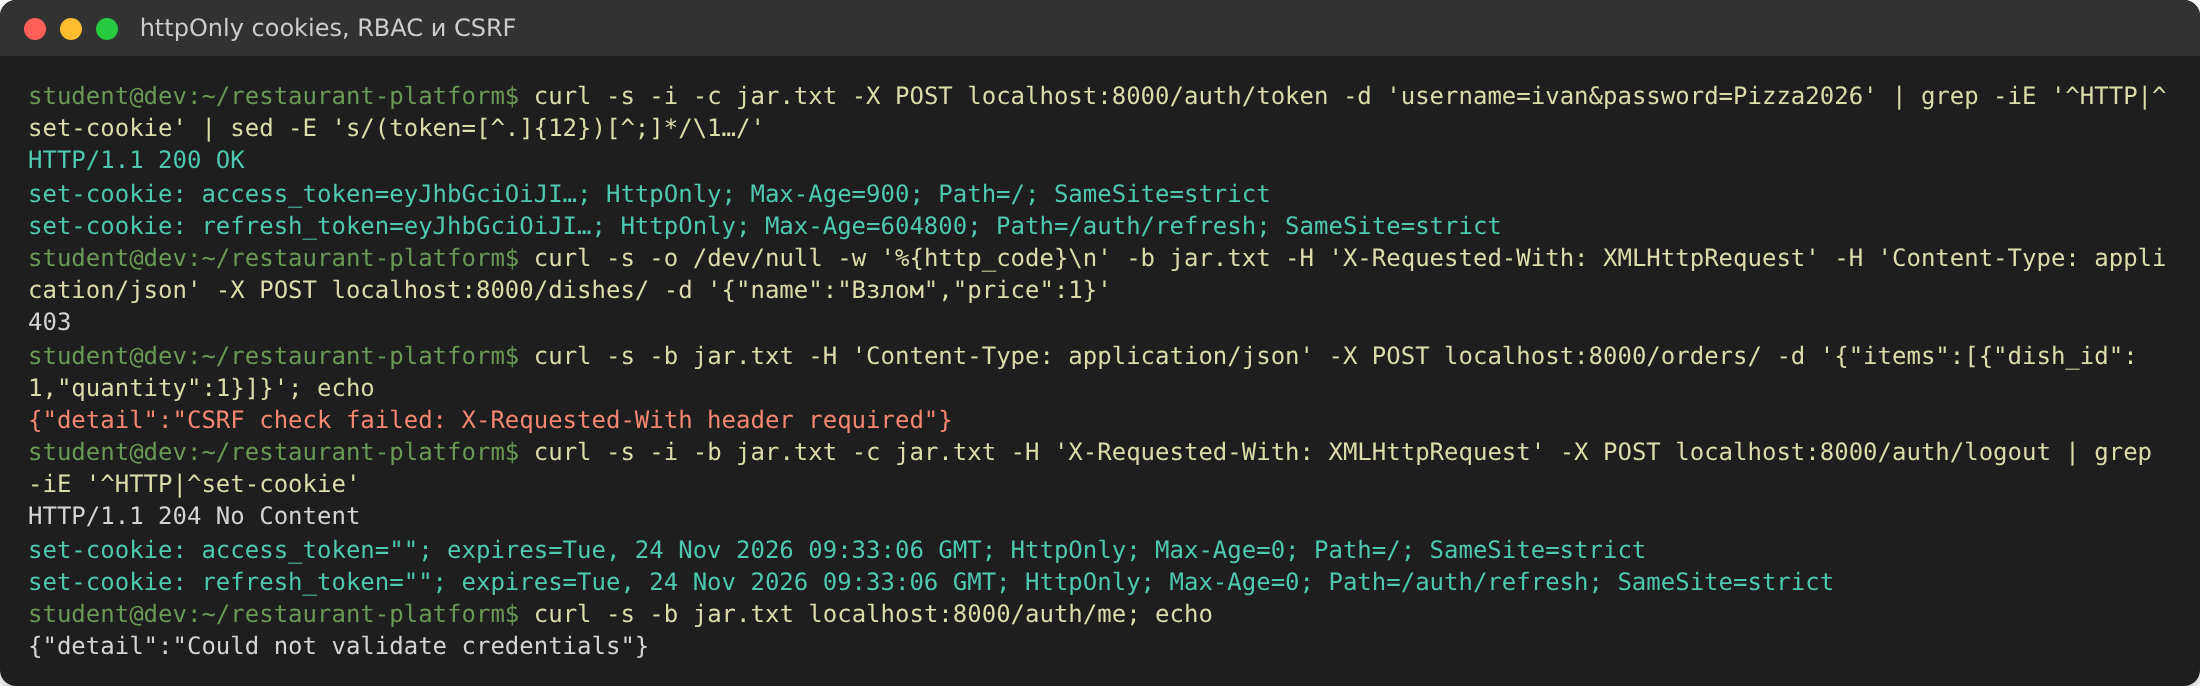 httpOnly cookies, RBAC и CSRF
student@dev:~/restaurant-platform$ curl -s -i -c jar.txt -X POST localhost:8000/auth/token -d 'username=ivan&password=Pizza2026' | grep -iE '^HTTP|^
set-cookie' | sed -E 's/(token=[^.]{12})[^;]*/\1…/'
HTTP/1.1 200 OK
set-cookie: access_token=eyJhbGciOiJI…; HttpOnly; Max-Age=900; Path=/; SameSite=strict
set-cookie: refresh_token=eyJhbGciOiJI…; HttpOnly; Max-Age=604800; Path=/auth/refresh; SameSite=strict
student@dev:~/restaurant-platform$ curl -s -o /dev/null -w '%{http_code}\n' -b jar.txt -H 'X-Requested-With: XMLHttpRequest' -H 'Content-Type: appli
cation/json' -X POST localhost:8000/dishes/ -d '{"name":"Взлом","price":1}'
403
student@dev:~/restaurant-platform$ curl -s -b jar.txt -H 'Content-Type: application/json' -X POST localhost:8000/orders/ -d '{"items":[{"dish_id":
1,"quantity":1}]}'; echo
{"detail":"CSRF check failed: X-Requested-With header required"}
student@dev:~/restaurant-platform$ curl -s -i -b jar.txt -c jar.txt -H 'X-Requested-With: XMLHttpRequest' -X POST localhost:8000/auth/logout | grep
-iE '^HTTP|^set-cookie'
HTTP/1.1 204 No Content
set-cookie: access_token=""; expires=Tue, 24 Nov 2026 09:33:06 GMT; HttpOnly; Max-Age=0; Path=/; SameSite=strict
set-cookie: refresh_token=""; expires=Tue, 24 Nov 2026 09:33:06 GMT; HttpOnly; Max-Age=0; Path=/auth/refresh; SameSite=strict
student@dev:~/restaurant-platform$ curl -s -b jar.txt localhost:8000/auth/me; echo
{"detail":"Could not validate credentials"}